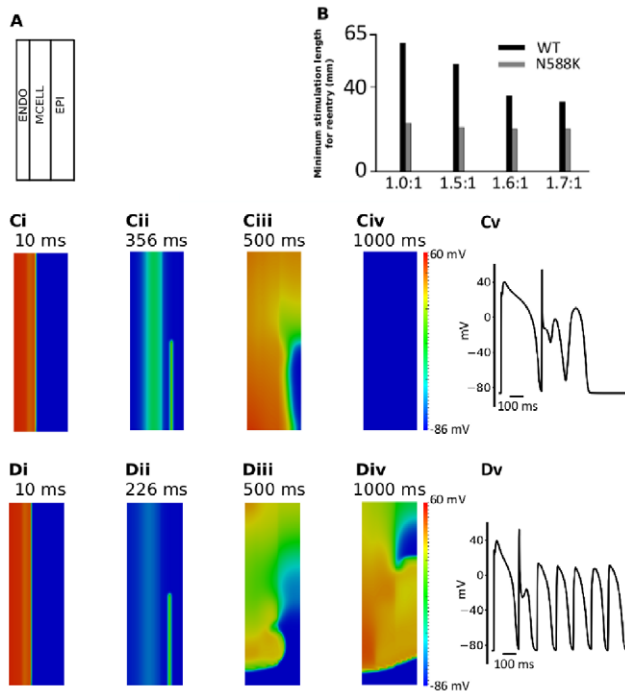 A
ENDO
MCELL
EPI
B
Minimum stimulation length
for reentry (mm)
65
40
0
WT
N588K
1.0:1 1.5:1 1.6:1 1.7:1
Ci Cii Ciii Civ Cv
10 ms 356 ms 500 ms 1000 ms
60 mV
-86 mV
mV
40
0
−40
−80
100 ms
Di Dii Diii Div Dv
10 ms 226 ms 500 ms 1000 ms
60 mV
-86 mV
mV
40
0
−40
−80
100 ms